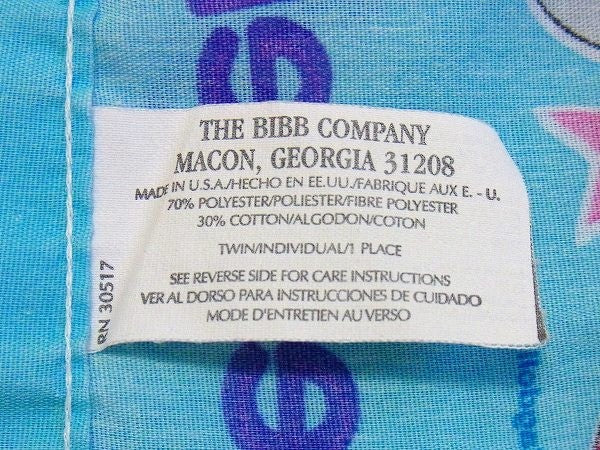 THE BIBB COMPANY
MACON, GEORGIA 31208
MADE IN U.S.A./HECHO EN EE.UU./FABRIQUE AUX E. - U.
70% POLYESTER/POLIESTER/FIBRE POLYESTER
30% COTTON/ALGODON/COTON
TWIN/INDIVIDUAL/1 PLACE
SEE REVERSE SIDE FOR CARE INSTRUCTIONS
VER AL DORSO PARA INSTRUCCIONES DE CUIDADO
MODE D'ENTRETIEN AU VERSO
RN 30517